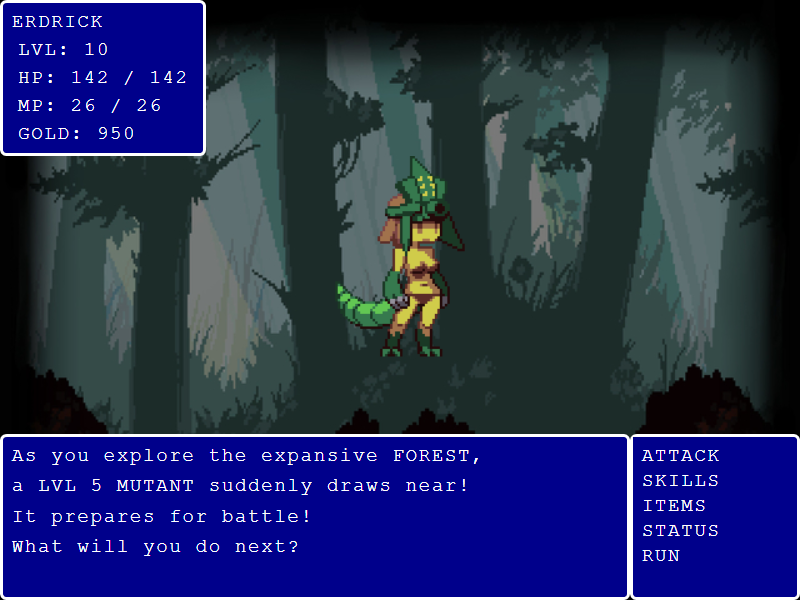 ERDRICK
LVL: 10
HP: 142 / 142
MP: 26 / 26
GOLD: 950
As you explore the expansive FOREST,
a LVL 5 MUTANT suddenly draws near!
It prepares for battle!
What will you do next?
ATTACK
SKILLS
ITEMS
STATUS
RUN